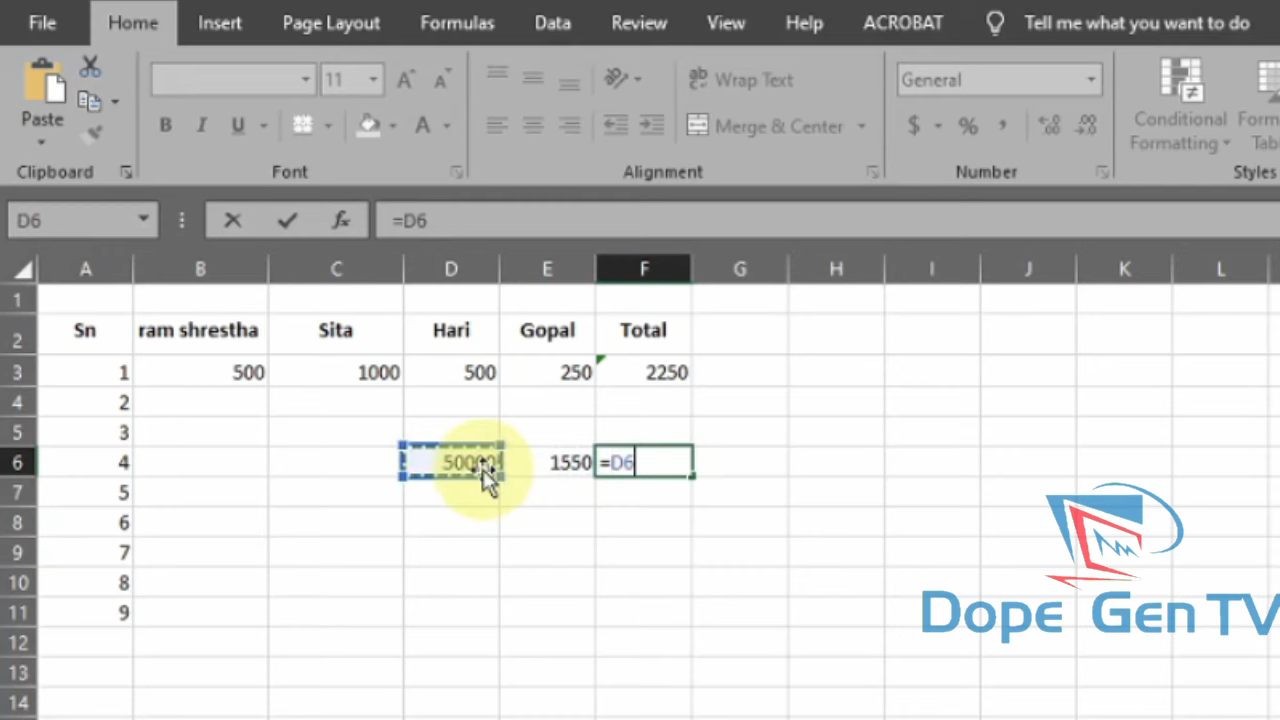 File Home Insert Page Layout Formulas Data Review View Help ACROBAT Tell me what you want to do
11 A A ab Wrap Text General
Paste B I U A Merge & Center $ % , Conditional
Formatting
Clipboard Font Alignment Number Styles
D6 fx =D6
A B C D E F G H I J K L
1
2 Sn ram shrestha Sita Hari Gopal Total
3 1 500 1000 500 250 2250
4 2
5 3
6 4 50000 1550 =D6
7 5
8 6
9 7
10 8
11 9
12
13
14
Dope Gen TV